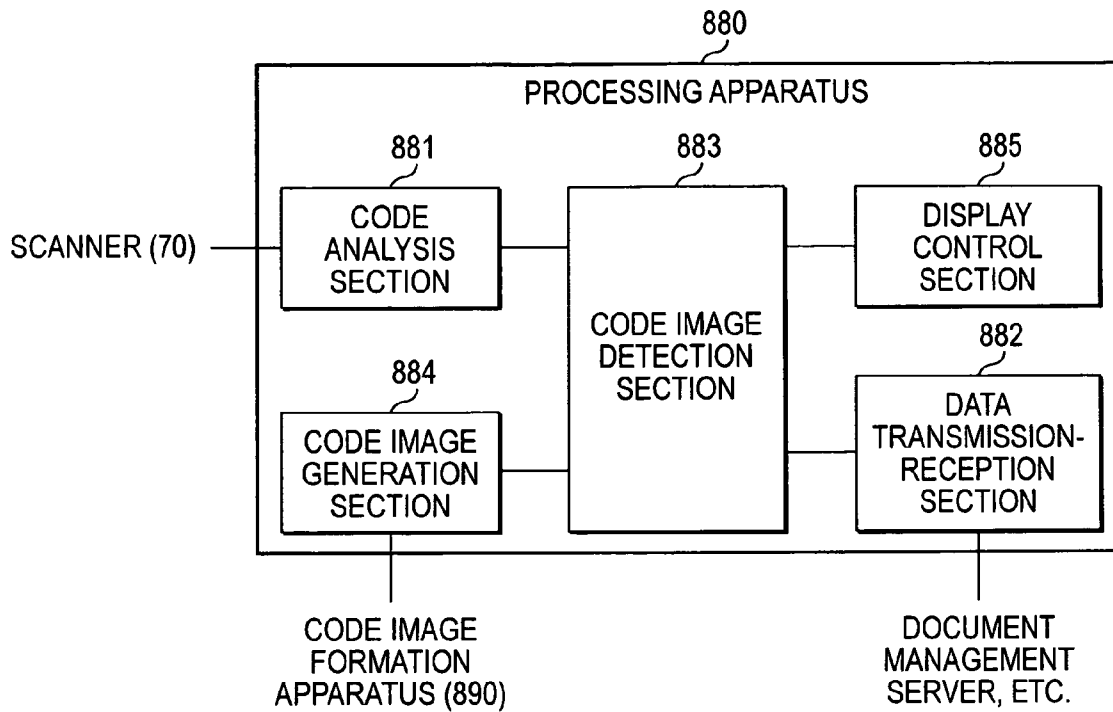 880
PROCESSING APPARATUS
881
CODE
ANALYSIS
SECTION
883
CODE IMAGE
DETECTION
SECTION
885
DISPLAY
CONTROL
SECTION
SCANNER (70)
884
CODE IMAGE
GENERATION
SECTION
882
DATA
TRANSMISSION-
RECEPTION
SECTION
CODE IMAGE
FORMATION
APPARATUS (890)
DOCUMENT
MANAGEMENT
SERVER, ETC.